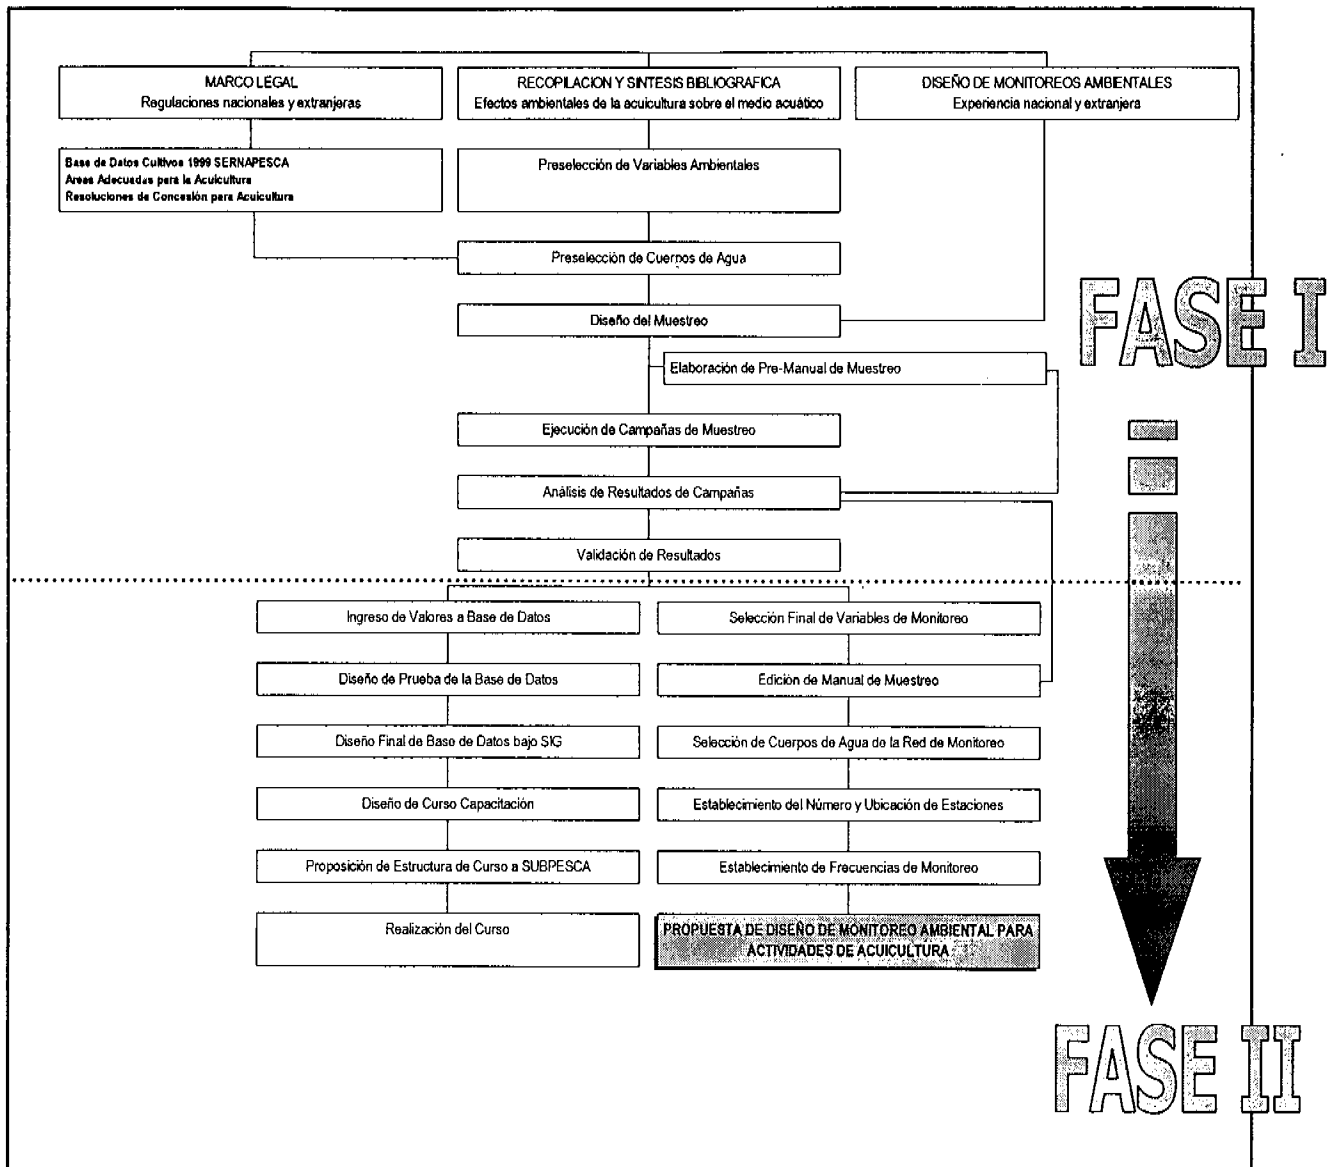 MARCO LEGAL
Regulaciones nacionales y extranjeras
RECOPILACION Y SINTESIS BIBLIOGRAFICA
Efectos ambientales de la acuicultura sobre el medio acuático
DISEÑO DE MONITOREOS AMBIENTALES
Experiencia nacional y extranjera
Base de Datos Cultivos 1999 SERNAPESCA
Areas Adecuadas para la Acuicultura
Resoluciones de Concesión para Acuicultura
Preselección de Variables Ambientales
Preselección de Cuerpos de Agua
Diseño del Muestreo
Elaboración de Pre-Manual de Muestreo
Ejecución de Campañas de Muestreo
Análisis de Resultados de Campañas
Validación de Resultados
FASE I
Ingreso de Valores a Base de Datos
Diseño de Prueba de la Base de Datos
Diseño Final de Base de Datos bajo SIG
Diseño de Curso Capacitación
Proposición de Estructura de Curso a SUBPESCA
Realización del Curso
Selección Final de Variables de Monitoreo
Edición de Manual de Muestreo
Selección de Cuerpos de Agua de la Red de Monitoreo
Establecimiento del Número y Ubicación de Estaciones
Establecimiento de Frecuencias de Monitoreo
PROPUESTA DE DISEÑO DE MONITOREO AMBIENTAL PARA
ACTIVIDADES DE ACUICULTURA
FASE II